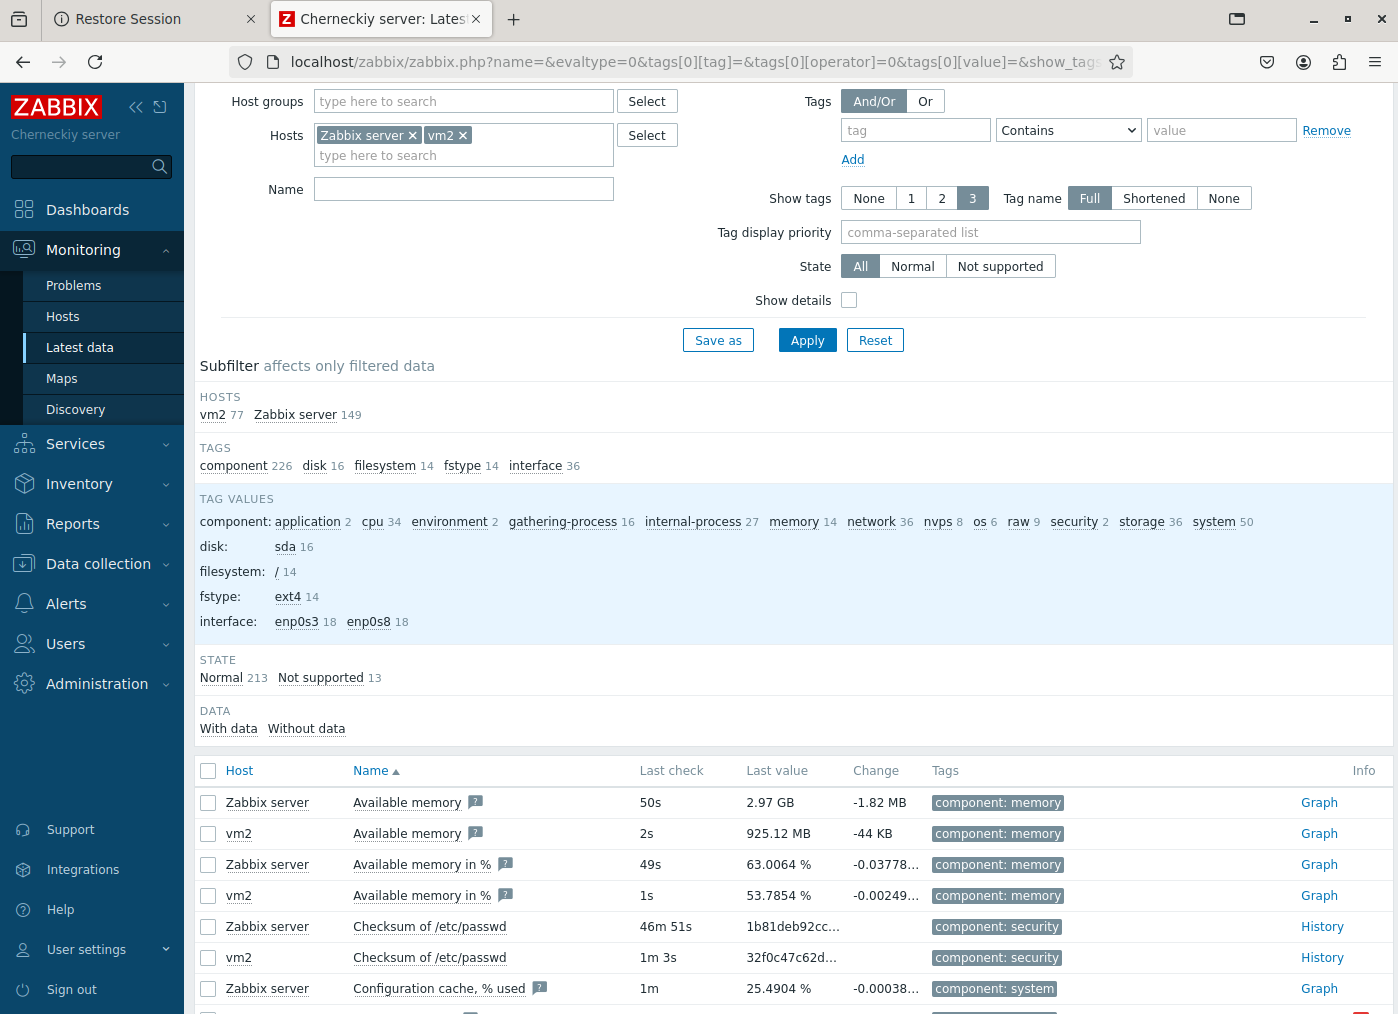 Restore Session
Cherneckiy server: Lates
localhost/zabbix/zabbix.php?name=&evaltype=0&tags[0][tag]=&tags[0][operator]=0&tags[0][value]=&show_tags
ZABBIX
Cherneckiy server
Dashboards
Monitoring
Problems
Hosts
Latest data
Maps
Discovery
Services
Inventory
Reports
Data collection
Alerts
Users
Administration
Support
Integrations
Help
User settings
Sign out
Host groups type here to search Select
Hosts Zabbix server vm2 Select
type here to search
Name
Tags And/Or Or
tag Contains value Remove
Add
Show tags None 1 2 3 Tag name Full Shortened None
Tag display priority comma-separated list
State All Normal Not supported
Show details
Save as Apply Reset
Subfilter affects only filtered data
HOSTS
vm2 77 Zabbix server 149
TAGS
component 226 disk 16 filesystem 14 fstype 14 interface 36
TAG VALUES
component: application 2 cpu 34 environment 2 gathering-process 16 internal-process 27 memory 14 network 36 nvps 8 os 6 raw 9 security 2 storage 36 system 50
disk: sda 16
filesystem: / 14
fstype: ext4 14
interface: enp0s3 18 enp0s8 18
STATE
Normal 213 Not supported 13
DATA
With data Without data
Host Name Last check Last value Change Tags Info
Zabbix server Available memory ? 50s 2.97 GB -1.82 MB component: memory Graph
vm2 Available memory ? 2s 925.12 MB -44 KB component: memory Graph
Zabbix server Available memory in % ? 49s 63.0064 % -0.03778... component: memory Graph
vm2 Available memory in % ? 1s 53.7854 % -0.00249... component: memory Graph
Zabbix server Checksum of /etc/passwd 46m 51s 1b81deb92cc... component: security History
vm2 Checksum of /etc/passwd 1m 3s 32f0c47c62d... component: security History
Zabbix server Configuration cache, % used ? 1m 25.4904 % -0.00038... component: system Graph